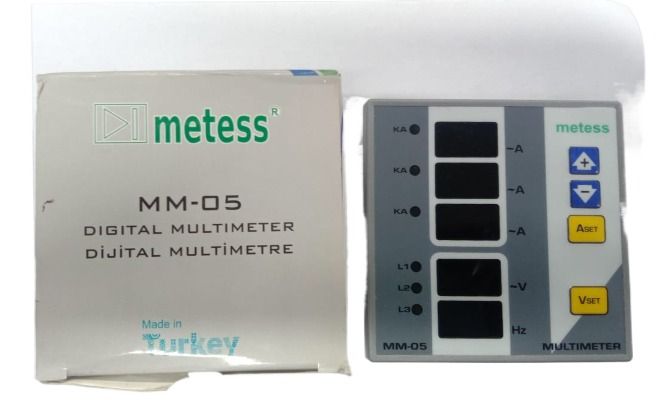 metess®
MM-05
DIGITAL MULTIMETER
DİJİTAL MULTİMETRE
Made in
Turkey
metess
KA
~A
KA
~A
KA
~A
+
−
ASET
L1
L2
~V
L3
Hz
VSET
MM-05
MULTIMETER